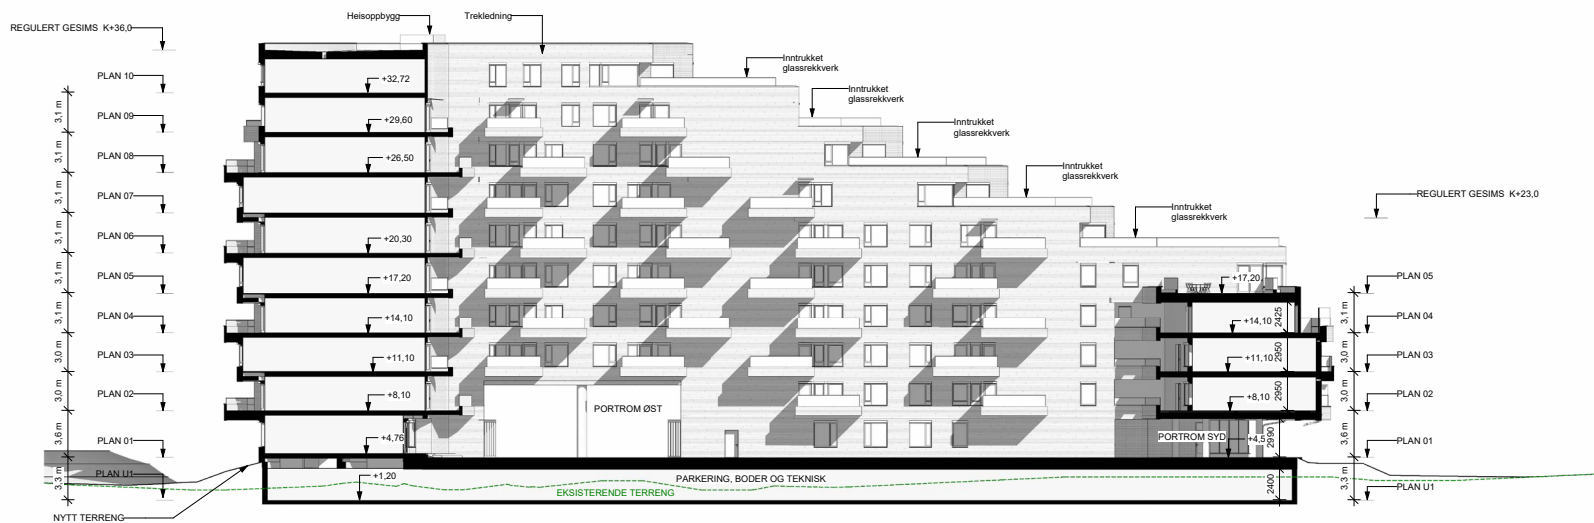 Heisoppbygg
Trekledning
REGULERT GESIMS K+36,0
Inntrukket
glassrekkverk
PLAN 10
+32,72
Inntrukket
glassrekkverk
3,1 m
PLAN 09
+29,60
Inntrukket
glassrekkverk
3,1 m
PLAN 08
+26,50
Inntrukket
glassrekkverk
3,1 m
PLAN 07
REGULERT GESIMS K+23,0
Inntrukket
glassrekkverk
3,1 m
PLAN 06
+20,30
3,1 m
PLAN 05
+17,20
+17,20
PLAN 05
3,1 m
PLAN 04
+14,10
+14,10
2425
3,1 m
PLAN 04
3,0 m
PLAN 03
+11,10
+11,10
2950
3,0 m
PLAN 03
3,0 m
PLAN 02
+8,10
PORTROM ØST
+8,10
2950
3,0 m
PLAN 02
3,6 m
PLAN 01
+4,76
PORTROM SYD
+4,5
2990
3,6 m
PLAN 01
3,3 m
PLAN U1
+1,20
PARKERING, BODER OG TEKNISK
EKSISTERENDE TERRENG
2400
3,3 m
PLAN U1
NYTT TERRENG